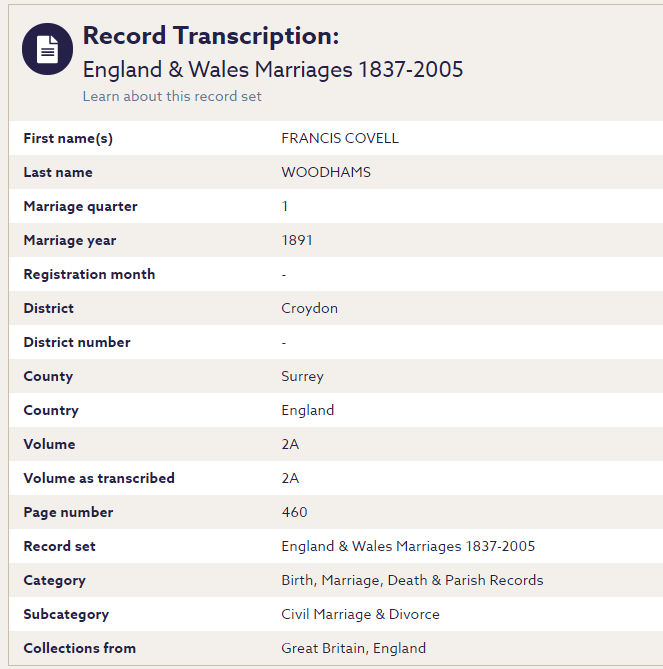 Record Transcription:
England & Wales Marriages 1837-2005
Learn about this record set
First name(s) FRANCIS COVELL
Last name WOODHAMS
Marriage quarter 1
Marriage year 1891
Registration month -
District Croydon
District number -
County Surrey
Country England
Volume 2A
Volume as transcribed 2A
Page number 460
Record set England & Wales Marriages 1837-2005
Category Birth, Marriage, Death & Parish Records
Subcategory Civil Marriage & Divorce
Collections from Great Britain, England